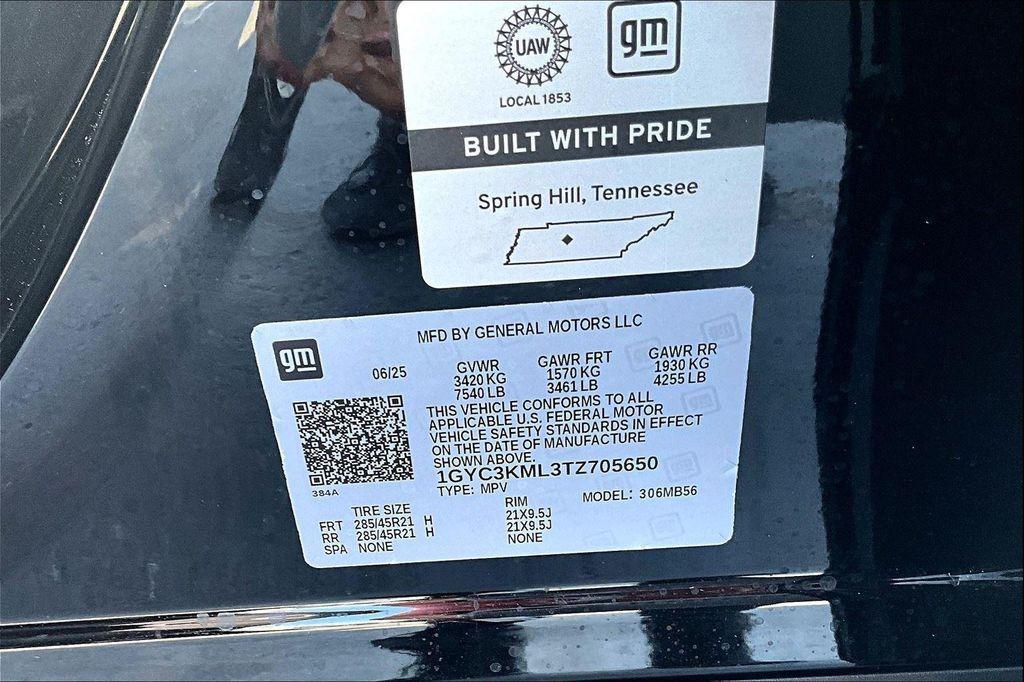 UAW
gm
LOCAL 1853
BUILT WITH PRIDE
Spring Hill, Tennessee
gm
MFD BY GENERAL MOTORS LLC
06/25
GVWR GAWR FRT GAWR RR
3420 KG 1570 KG 1930 KG
7540 LB 3461 LB 4255 LB
THIS VEHICLE CONFORMS TO ALL
APPLICABLE U.S. FEDERAL MOTOR
VEHICLE SAFETY STANDARDS IN EFFECT
ON THE DATE OF MANUFACTURE
SHOWN ABOVE.
1GYC3KML3TZ705650
TYPE: MPV MODEL: 306MB56
384A
TIRE SIZE RIM
FRT 285/45R21 H 21X9.5J
RR 285/45R21 H 21X9.5J
SPA NONE NONE